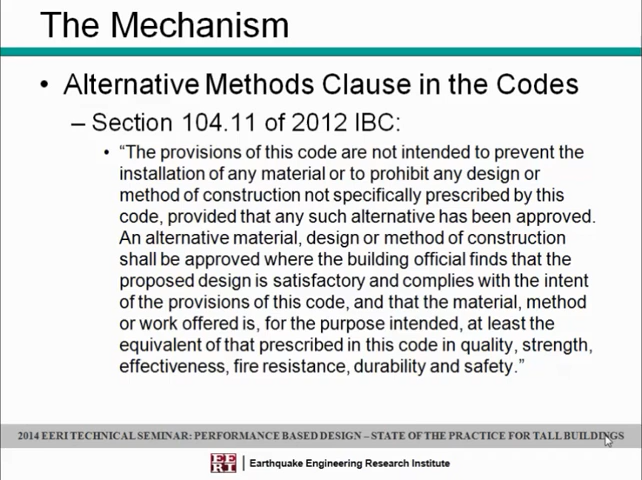 The Mechanism
• Alternative Methods Clause in the Codes
– Section 104.11 of 2012 IBC:
• “The provisions of this code are not intended to prevent the
installation of any material or to prohibit any design or
method of construction not specifically prescribed by this
code, provided that any such alternative has been approved.
An alternative material, design or method of construction
shall be approved where the building official finds that the
proposed design is satisfactory and complies with the intent
of the provisions of this code, and that the material, method
or work offered is, for the purpose intended, at least the
equivalent of that prescribed in this code in quality, strength,
effectiveness, fire resistance, durability and safety.”
2014 EERI TECHNICAL SEMINAR: PERFORMANCE BASED DESIGN – STATE OF THE PRACTICE FOR TALL BUILDINGS
EERI | Earthquake Engineering Research Institute